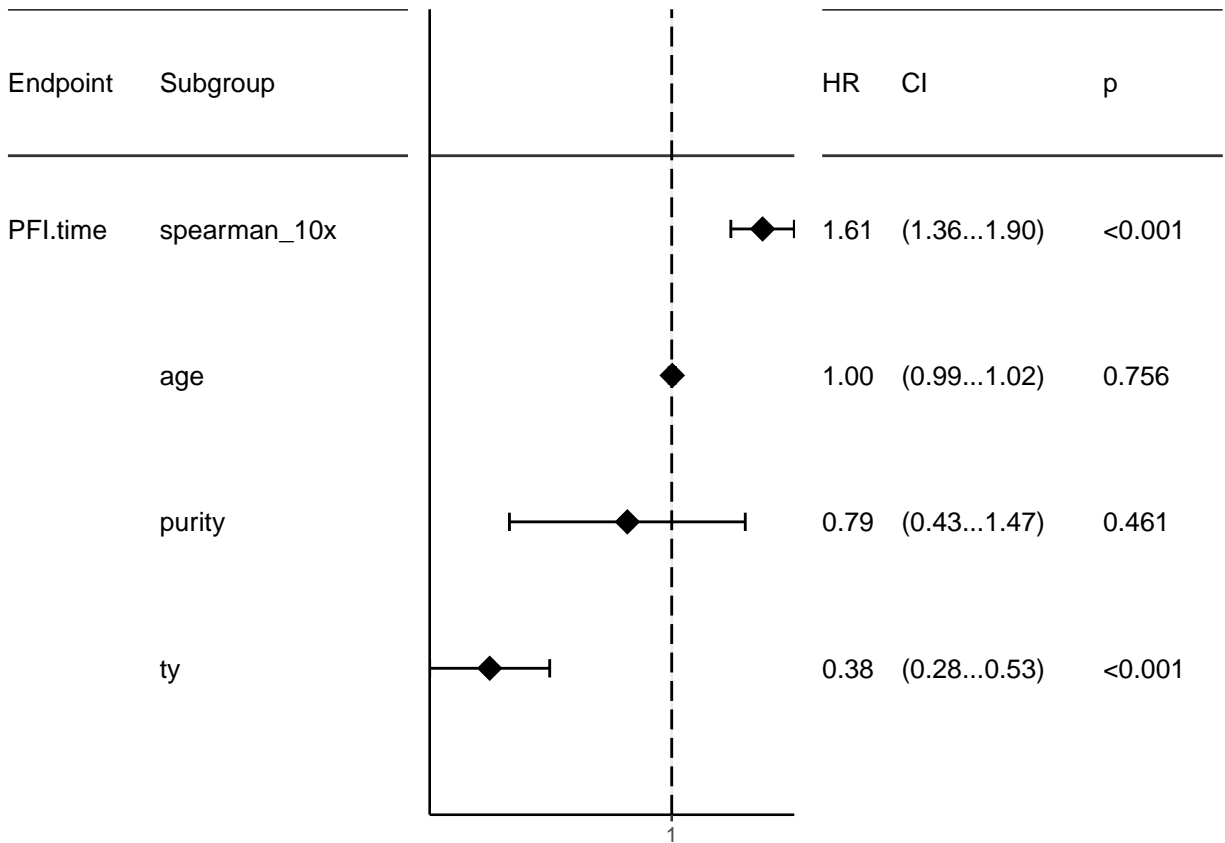 Endpoint Subgroup HR CI p
PFI.time spearman_10x 1.61 (1.36...1.90) <0.001
age 1.00 (0.99...1.02) 0.756
purity 0.79 (0.43...1.47) 0.461
ty 0.38 (0.28...0.53) <0.001
1